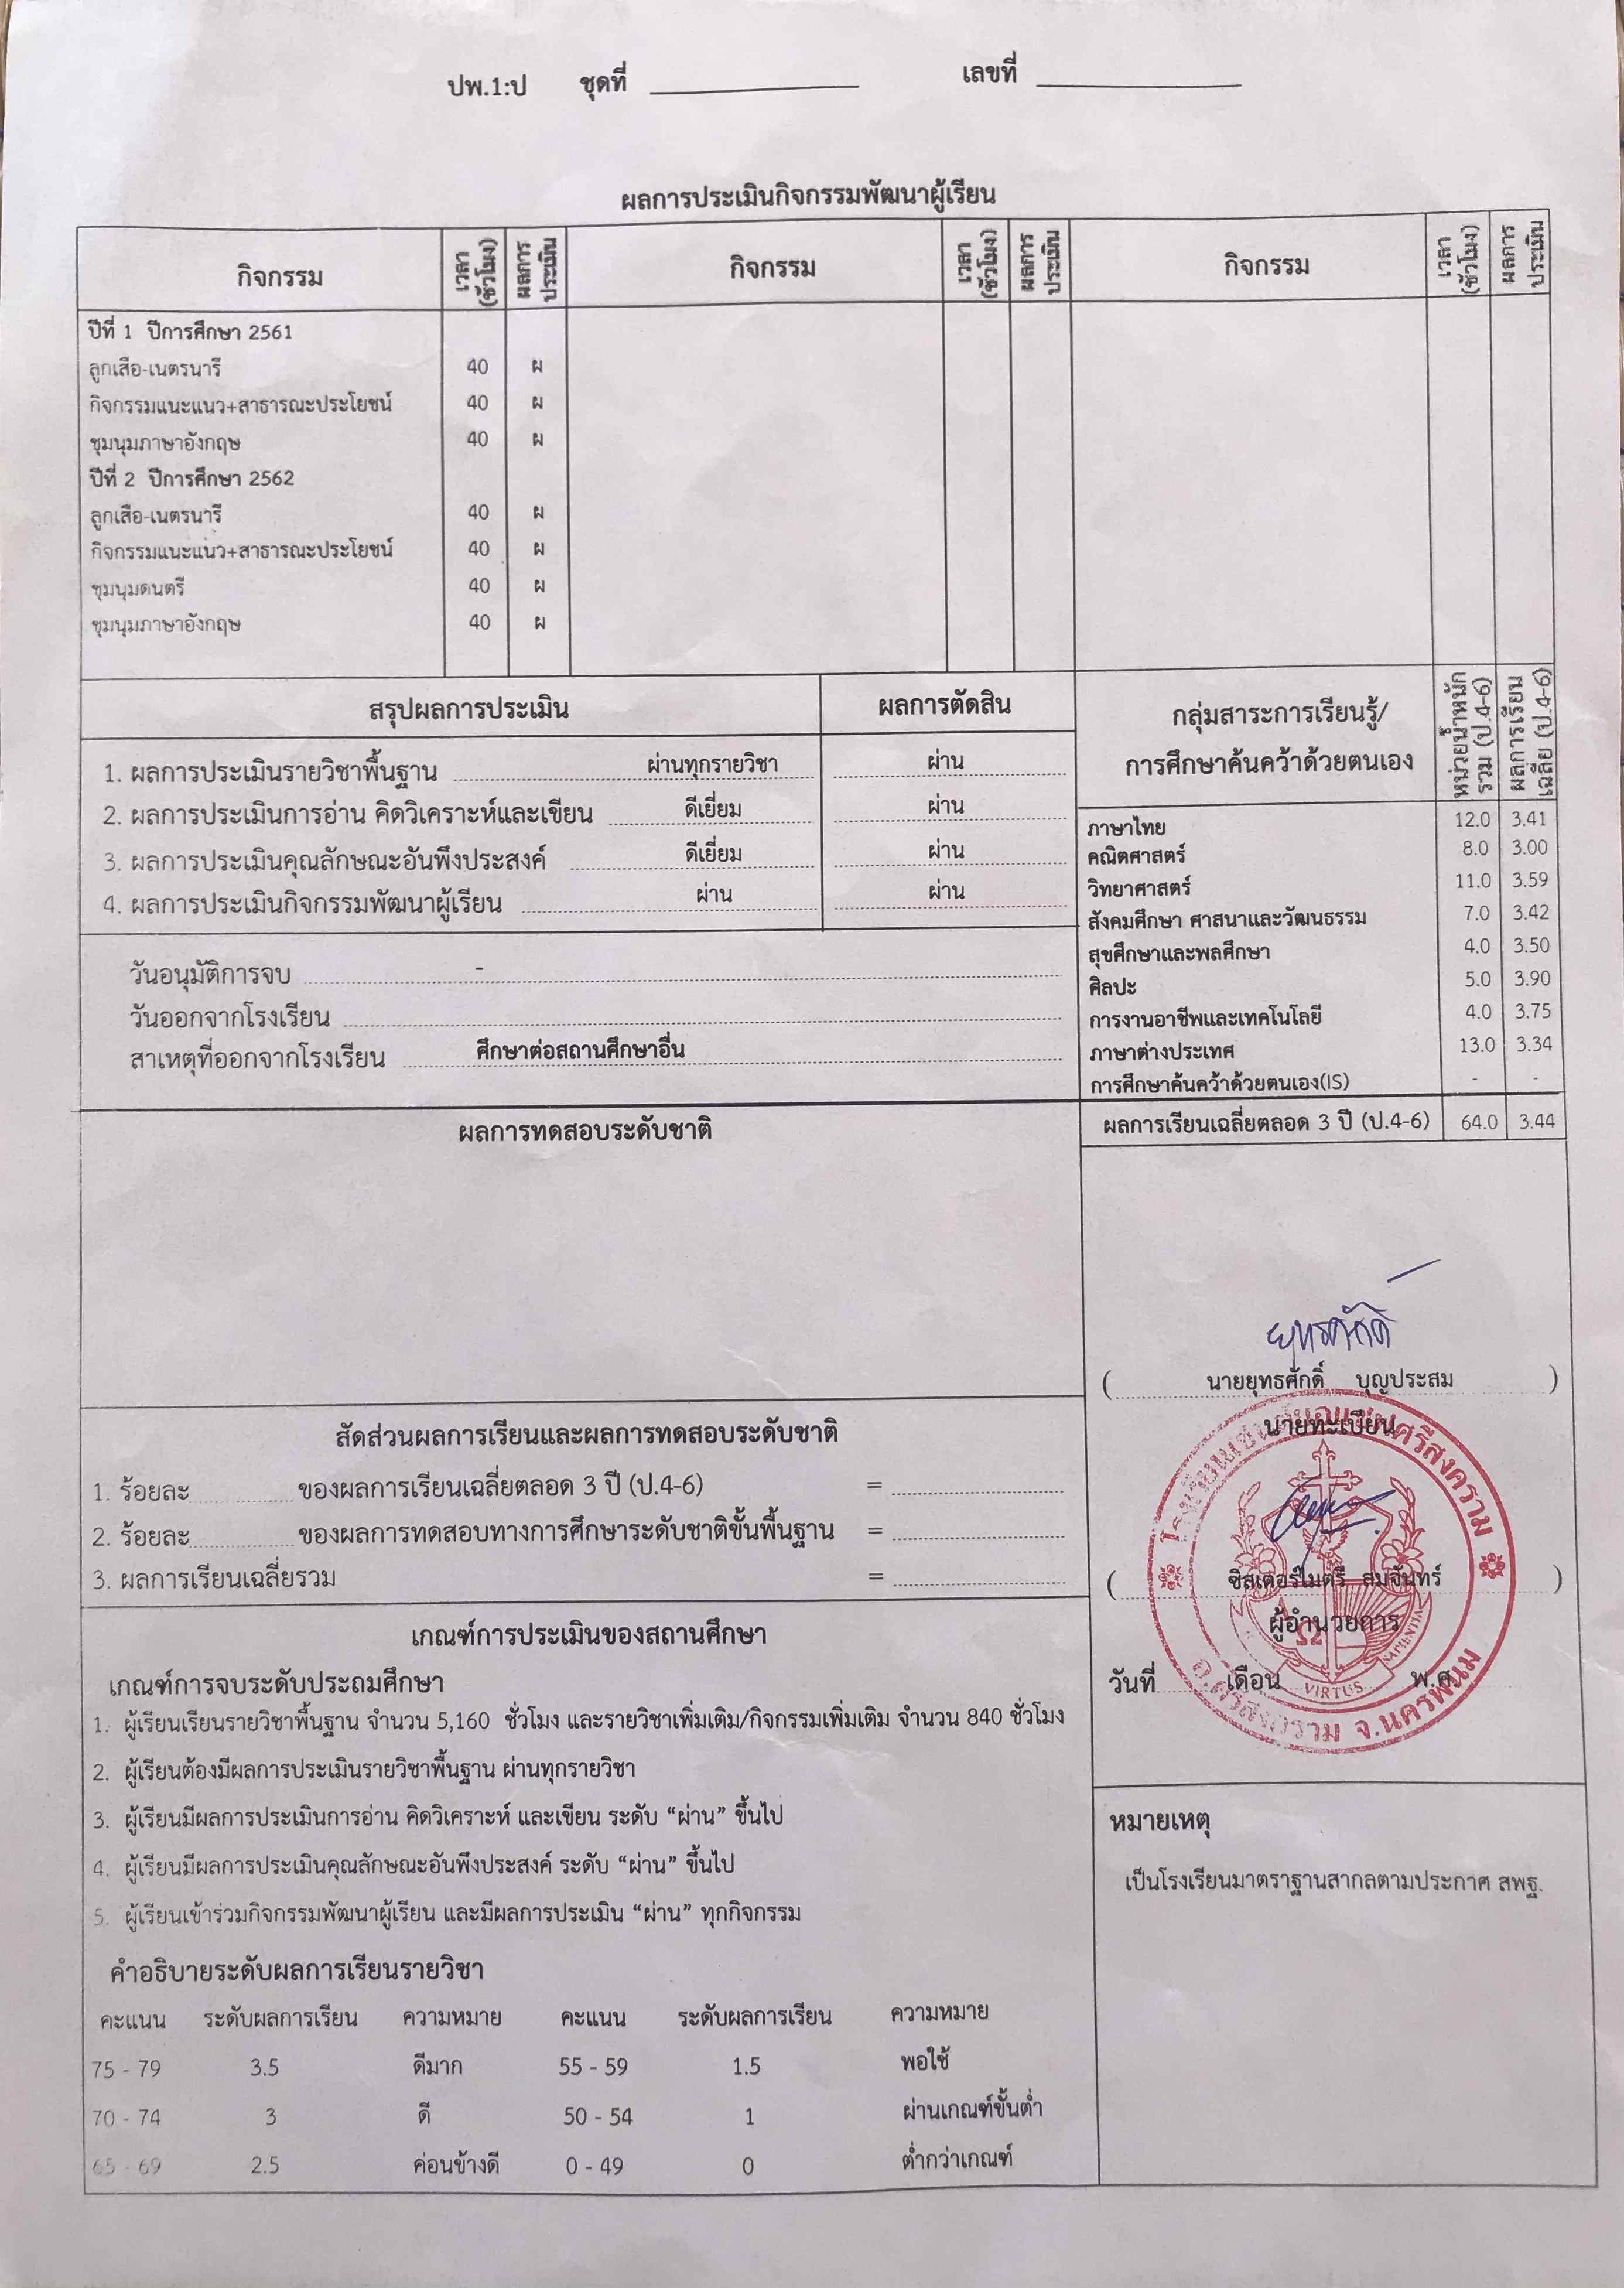 ปพ.1:ป ชุดที่ เลขที่
ผลการประเมินกิจกรรมพัฒนาผู้เรียน
กิจกรรม เวลา (ชั่วโมง) ผลการประเมิน กิจกรรม เวลา (ชั่วโมง) ผลการประเมิน กิจกรรม เวลา (ชั่วโมง) ผลการประเมิน
ปีที่ 1 ปีการศึกษา 2561
ลูกเสือ-เนตรนารี 40 ผ
กิจกรรมแนะแนว+สาธารณะประโยชน์ 40 ผ
ชุมนุมภาษาอังกฤษ 40 ผ
ปีที่ 2 ปีการศึกษา 2562
ลูกเสือ-เนตรนารี 40 ผ
กิจกรรมแนะแนว+สาธารณะประโยชน์ 40 ผ
ชุมนุมดนตรี 40 ผ
ชุมนุมภาษาอังกฤษ 40 ผ
สรุปผลการประเมิน ผลการตัดสิน
1. ผลการประเมินรายวิชาพื้นฐาน ผ่านทุกรายวิชา ผ่าน
2. ผลการประเมินการอ่าน คิดวิเคราะห์และเขียน ดีเยี่ยม ผ่าน
3. ผลการประเมินคุณลักษณะอันพึงประสงค์ ดีเยี่ยม ผ่าน
4. ผลการประเมินกิจกรรมพัฒนาผู้เรียน ผ่าน ผ่าน
วันอนุมัติการจบ -
วันออกจากโรงเรียน
สาเหตุที่ออกจากโรงเรียน ศึกษาต่อสถานศึกษาอื่น
กลุ่มสาระการเรียนรู้/
การศึกษาค้นคว้าด้วยตนเอง
หน่วยน้ำหนัก
รวม (ป.4-6)
ผลการเรียน
เฉลี่ย (ป.4-6)
ภาษาไทย 12.0 3.41
คณิตศาสตร์ 8.0 3.00
วิทยาศาสตร์ 11.0 3.59
สังคมศึกษา ศาสนาและวัฒนธรรม 7.0 3.42
สุขศึกษาและพลศึกษา 4.0 3.50
ศิลปะ 5.0 3.90
การงานอาชีพและเทคโนโลยี 4.0 3.75
ภาษาต่างประเทศ 13.0 3.34
การศึกษาค้นคว้าด้วยตนเอง(IS) - -
ผลการเรียนเฉลี่ยตลอด 3 ปี (ป.4-6) 64.0 3.44
ผลการทดสอบระดับชาติ
สัดส่วนผลการเรียนและผลการทดสอบระดับชาติ
1. ร้อยละ ของผลการเรียนเฉลี่ยตลอด 3 ปี (ป.4-6) =
2. ร้อยละ ของผลการทดสอบทางการศึกษาระดับชาติขั้นพื้นฐาน =
3. ผลการเรียนเฉลี่ยรวม =
ยุทธศักดิ์
( นายยุทธศักดิ์ บุญประสม )
นายทะเบียน
( ซิสเตอร์ไมตรี สมจันทร์ )
ผู้อำนวยการ
วันที่ เดือน พ.ศ.
ศรีสงคราม
VIRTUS
อ.ศรีสงคราม จ.นครพนม
เกณฑ์การประเมินของสถานศึกษา
เกณฑ์การจบระดับประถมศึกษา
1. ผู้เรียนเรียนรายวิชาพื้นฐาน จำนวน 5,160 ชั่วโมง และรายวิชาเพิ่มเติม/กิจกรรมเพิ่มเติม จำนวน 840 ชั่วโมง
2. ผู้เรียนต้องมีผลการประเมินรายวิชาพื้นฐาน ผ่านทุกรายวิชา
3. ผู้เรียนมีผลการประเมินการอ่าน คิดวิเคราะห์ และเขียน ระดับ “ผ่าน” ขึ้นไป
4. ผู้เรียนมีผลการประเมินคุณลักษณะอันพึงประสงค์ ระดับ “ผ่าน” ขึ้นไป
5. ผู้เรียนเข้าร่วมกิจกรรมพัฒนาผู้เรียน และมีผลการประเมิน “ผ่าน” ทุกกิจกรรม
คำอธิบายระดับผลการเรียนรายวิชา
คะแนน ระดับผลการเรียน ความหมาย คะแนน ระดับผลการเรียน ความหมาย
75 - 79 3.5 ดีมาก 55 - 59 1.5 พอใช้
70 - 74 3 ดี 50 - 54 1 ผ่านเกณฑ์ขั้นต่ำ
65 - 69 2.5 ค่อนข้างดี 0 - 49 0 ต่ำกว่าเกณฑ์
หมายเหตุ
เป็นโรงเรียนมาตราฐานสากลตามประกาศ สพฐ.